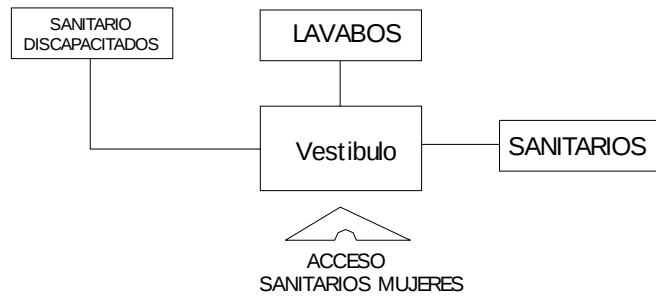 SANITARIO
DISCAPACITADOS
LAVABOS
Vestibulo
SANITARIOS
ACCESO
SANITARIOS MUJERES